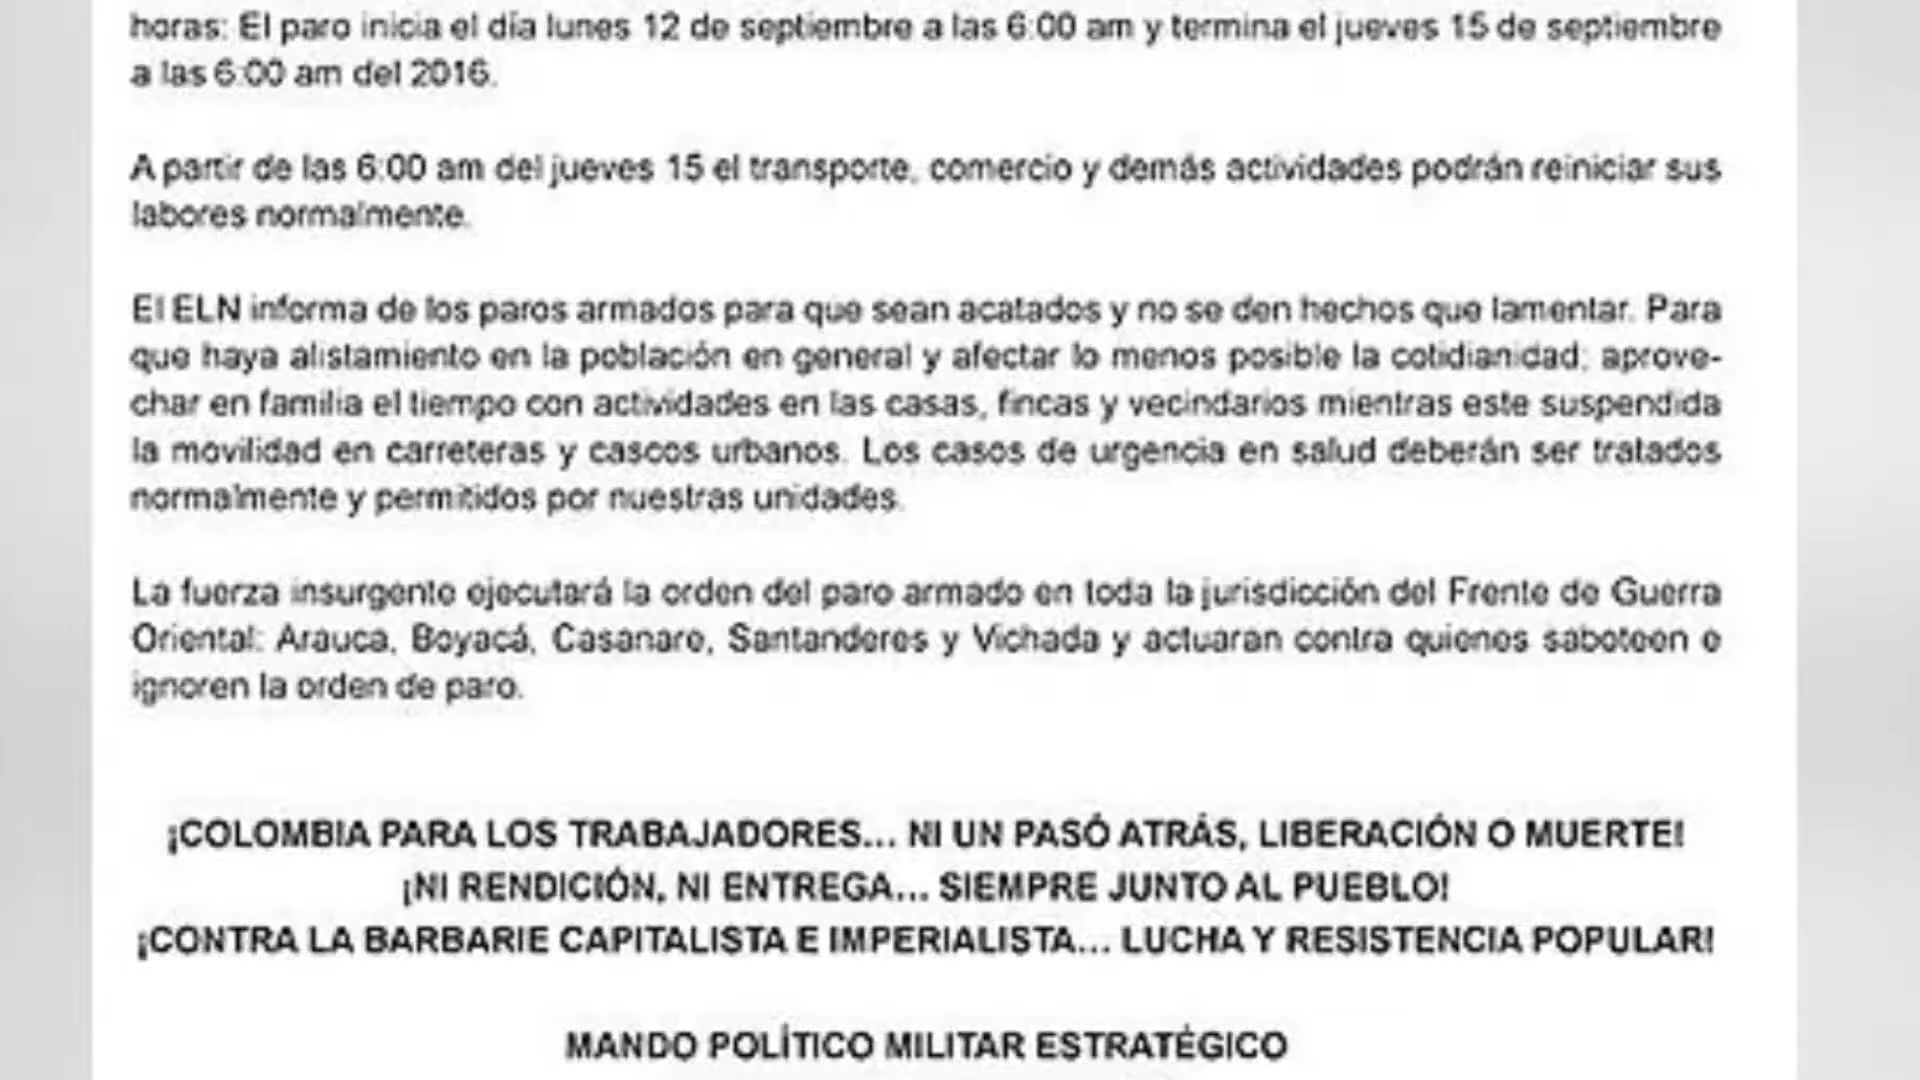 horas: El paro inicia el día lunes 12 de septiembre a las 6:00 am y termina el jueves 15 de septiembre
a las 6:00 am del 2016.
A partir de las 6:00 am del jueves 15 el transporte, comercio y demás actividades podrán reiniciar sus
labores normalmente.
El ELN informa de los paros armados para que sean acatados y no se den hechos que lamentar. Para
que haya alistamiento en la población en general y afectar lo menos posible la cotidianidad; aprove-
char en familia el tiempo con actividades en las casas, fincas y vecindarios mientras este suspendida
la movilidad en carreteras y cascos urbanos. Los casos de urgencia en salud deberán ser tratados
normalmente y permitidos por nuestras unidades.
La fuerza insurgente ejecutará la orden del paro armado en toda la jurisdicción del Frente de Guerra
Oriental: Arauca, Boyacá, Casanare, Santanderes y Vichada y actuaran contra quienes saboteen e
ignoren la orden de paro.
¡COLOMBIA PARA LOS TRABAJADORES... NI UN PASÓ ATRÁS, LIBERACIÓN O MUERTE!
¡NI RENDICIÓN, NI ENTREGA... SIEMPRE JUNTO AL PUEBLO!
¡CONTRA LA BARBARIE CAPITALISTA E IMPERIALISTA... LUCHA Y RESISTENCIA POPULAR!
MANDO POLÍTICO MILITAR ESTRATÉGICO